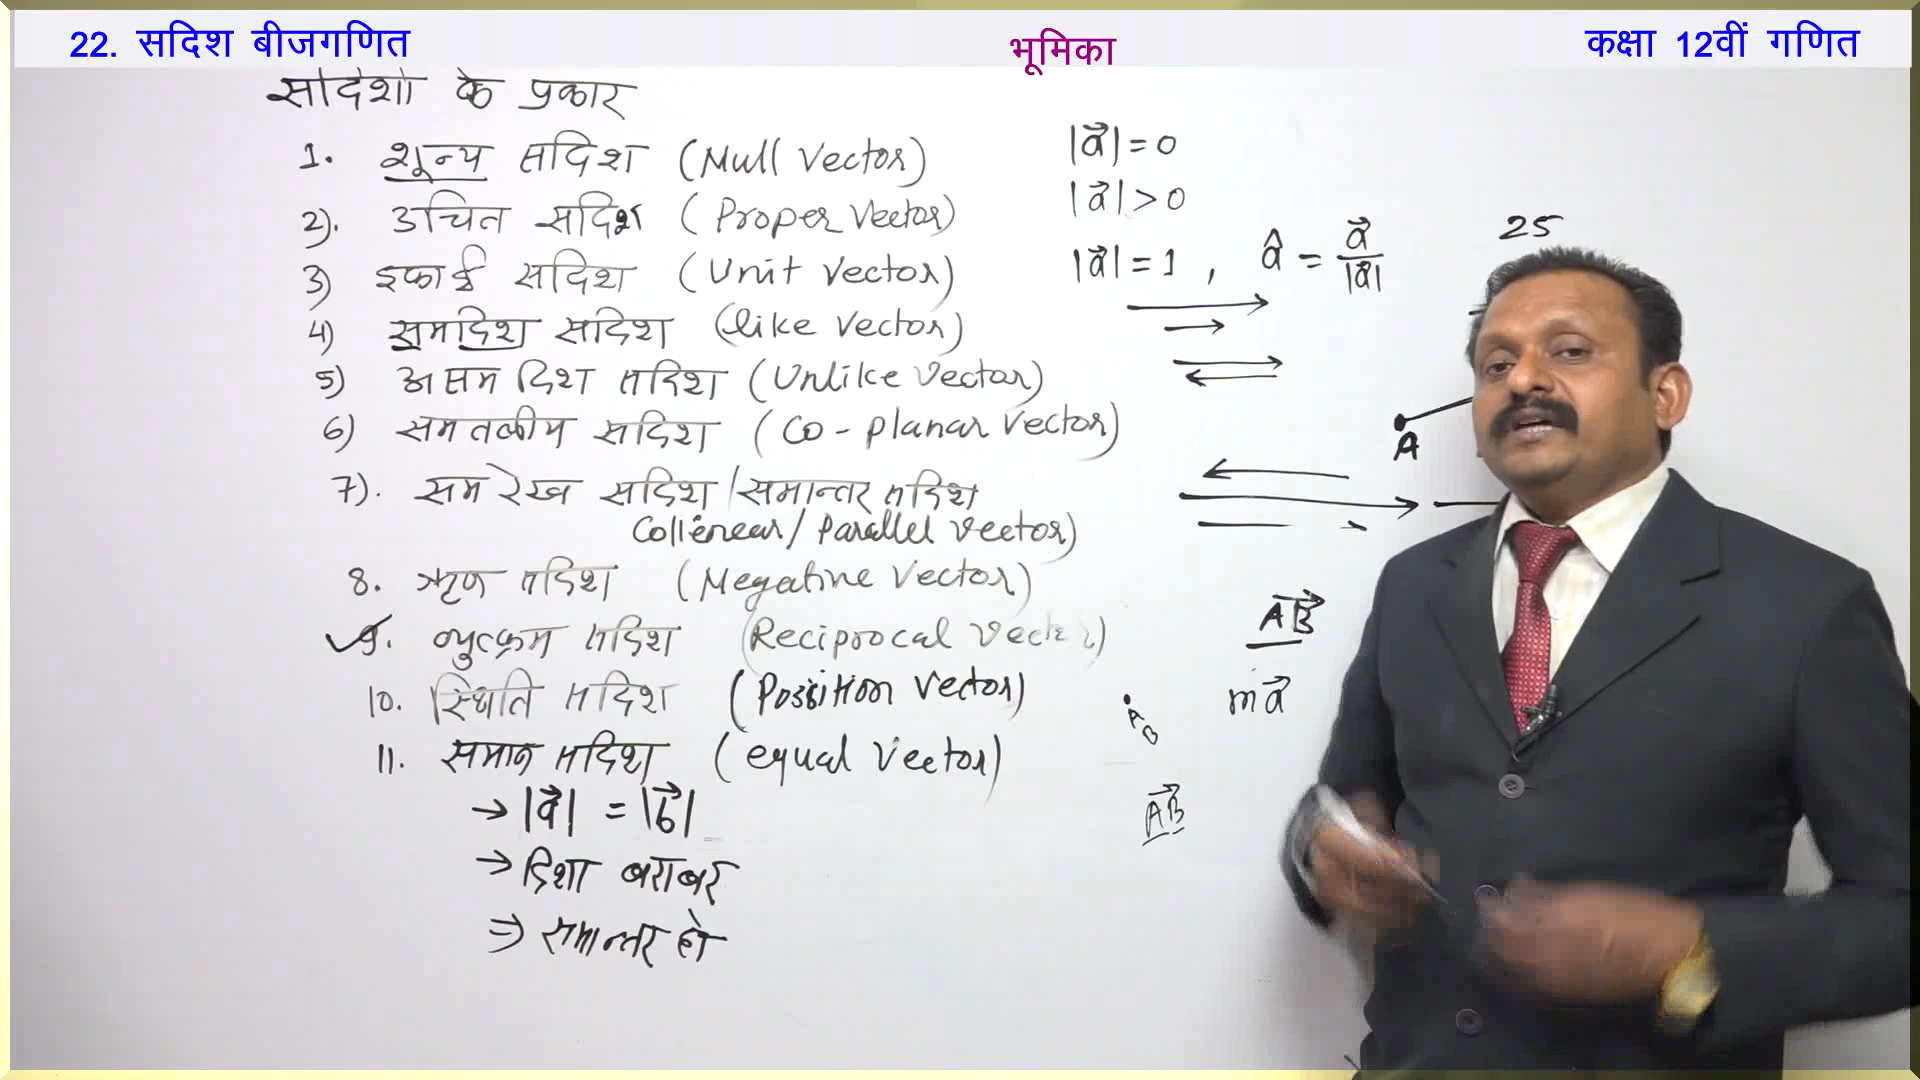 22. सदिश बीजगणित
भूमिका
कक्षा 12वीं गणित
सदिशों के प्रकार
1. शून्य सदिश (Null Vector) |a⃗| = 0
2). उचित सदिश (Proper Vector) |a⃗| > 0
3) इकाई सदिश (Unit Vector) |a⃗| = 1 , â = a⃗/|a⃗|
25
4) समदिश सदिश (like Vector)
5) असमदिश सदिश (Unlike Vector)
6) समतलीय सदिश (Co-planar Vector)
A
7). समरेख सदिश/समान्तर सदिश
Collenear/Parallel Vector)
8. ऋण सदिश (Negative Vector)
9. व्युत्क्रम सदिश (Reciprocal Vector)
AB⃗
10. स्थिति सदिश (Possition Vector)
ma⃗
A
B
11. समान सदिश (equal Vector)
→ |a⃗| = |b⃗|
AB⃗
→ दिशा बराबर
⇒ समान्तर हो